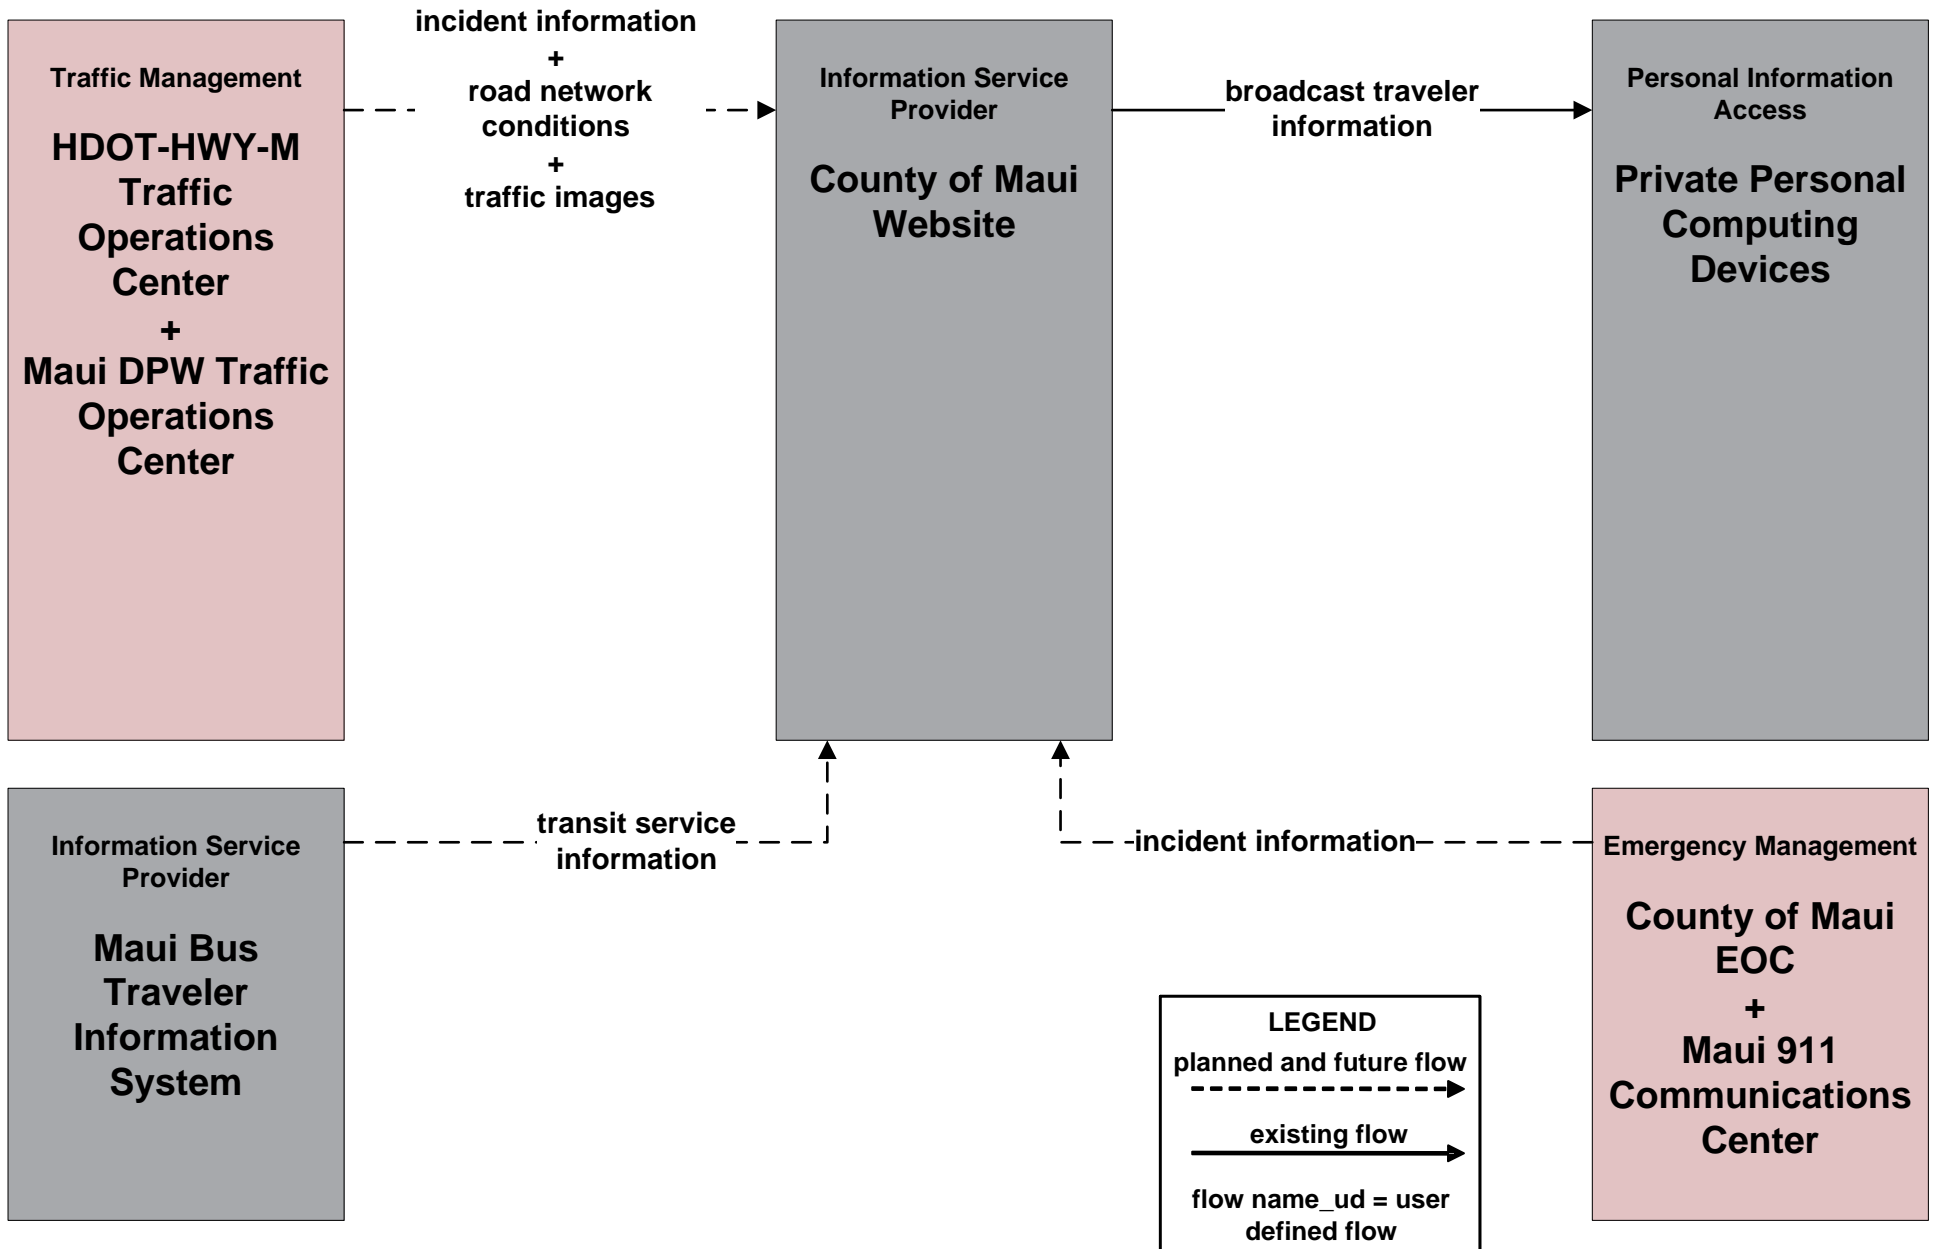 Traffic Management
HDOT-HWY-M
Traffic
Operations
Center
+
Maui DPW Traffic
Operations
Center
incident information
+
road network
conditions
+
traffic images
Information Service
Provider
County of Maui
Website
broadcast traveler
information
Personal Information
Access
Private Personal
Computing
Devices
Information Service
Provider
Maui Bus
Traveler
Information
System
transit service
information
incident information
Emergency Management
County of Maui
EOC
+
Maui 911
Communications
Center
LEGEND
planned and future flow
existing flow
flow name_ud = user
defined flow